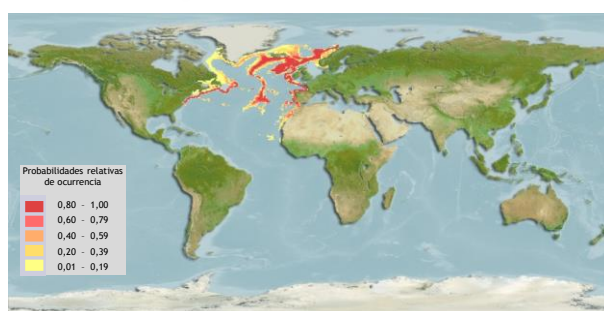 Probabilidades relativas
de ocurrencia
0,80 - 1,00
0,60 - 0,79
0,40 - 0,59
0,20 - 0,39
0,01 - 0,19